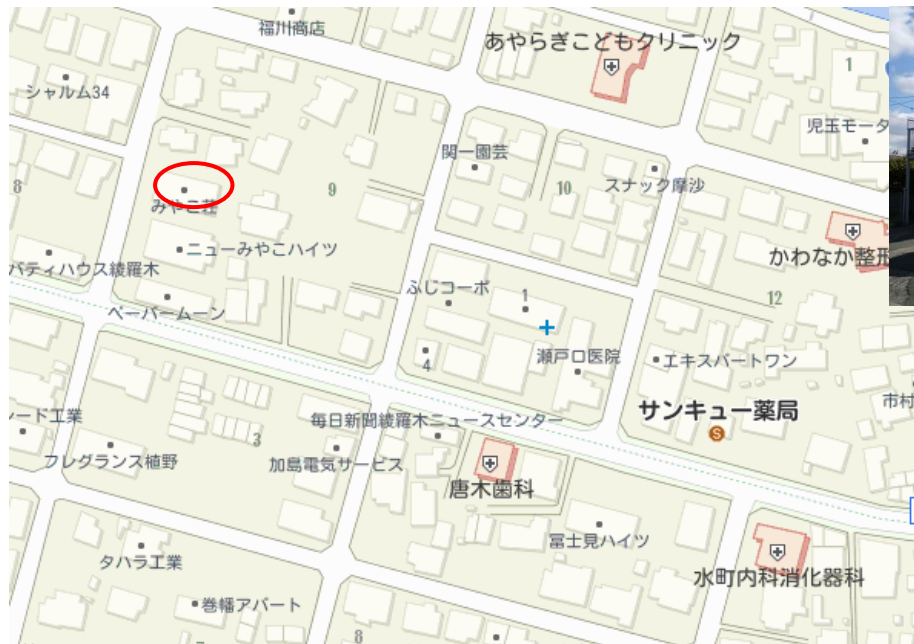 福川商店
あやらぎこどもクリニック
シャルム34
1
児玉モータ
関一園芸
8
9
10
スナック摩沙
みやこ荘
ニューみやこハイツ
かわなか整形
パティハウス綾羅木
ふじコーポ
1
12
ペーパームーン
瀬戸口医院
4
エキスパートワン
サンキュー薬局
市村
ード工業
毎日新聞綾羅木ニュースセンター
3
フレグランス植野
加島電気サービス
唐木歯科
S
冨士見ハイツ
タハラ工業
水町内科消化器科
巻幡アパート
8